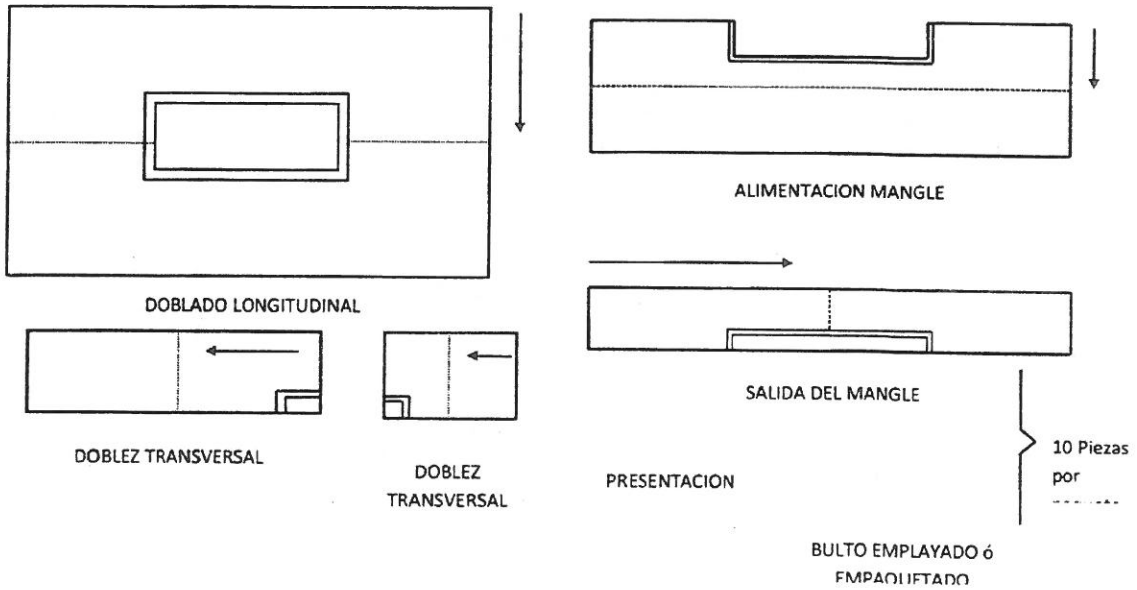 ALIMENTACION MANGLE
DOBLADO LONGITUDINAL
SALIDA DEL MANGLE
DOBLEZ TRANSVERSAL
DOBLEZ
TRANSVERSAL
PRESENTACION
10 Piezas
por
BULTO EMPLAYADO ó
EMPAQUETADO